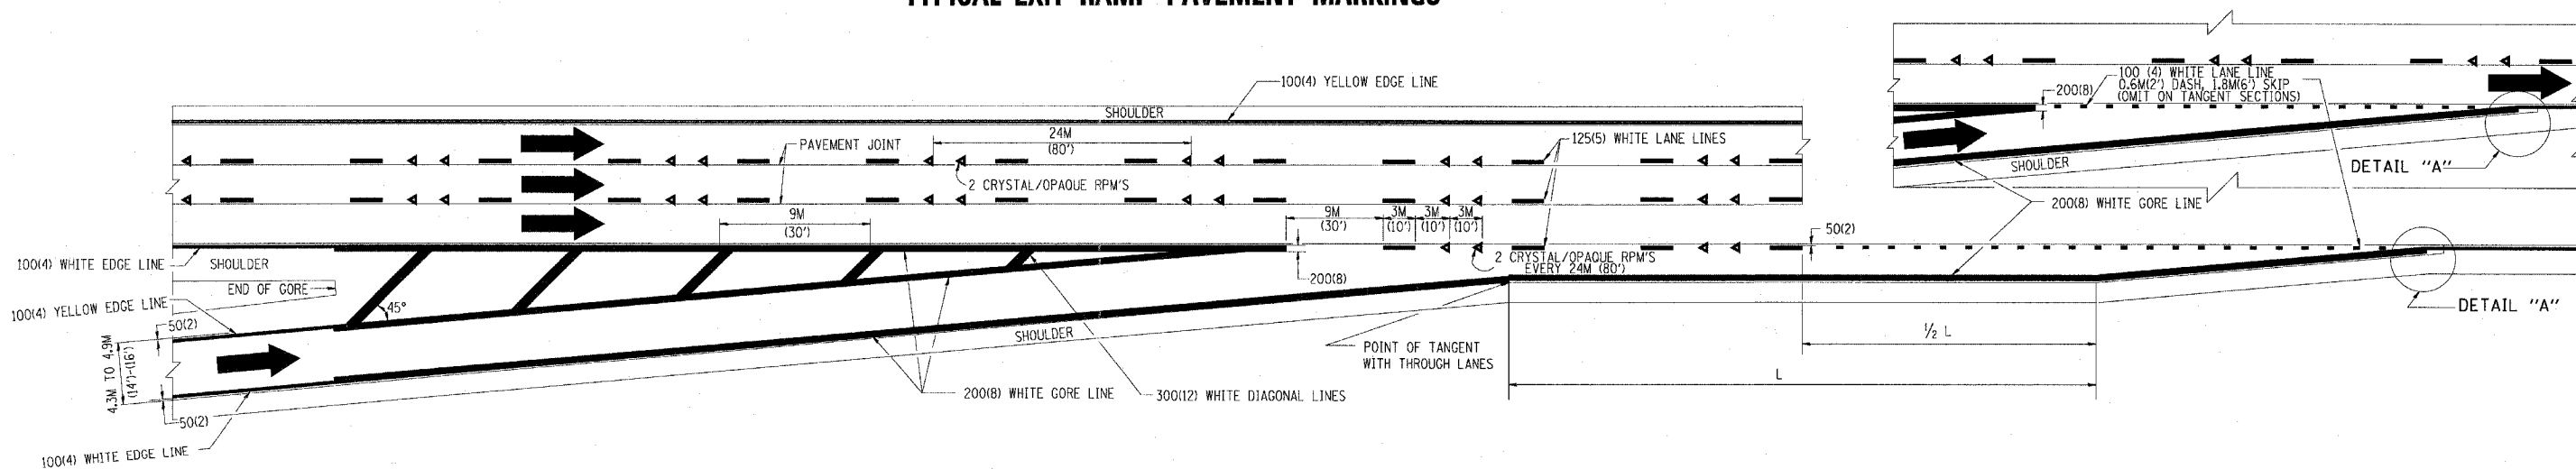 TYPICAL EXIT RAMP PAVEMENT MARKINGS
100(4) YELLOW EDGE LINE
SHOULDER
24M
(80')
PAVEMENT JOINT
125(5) WHITE LANE LINES
2 CRYSTAL/OPAQUE RPM'S
9M
(30')
9M
(30')
3M
(10')
3M
(10')
3M
(10')
100(4) WHITE EDGE LINE
SHOULDER
END OF GORE
100(4) YELLOW EDGE LINE
45°
50(2)
4.3M TO 4.9M
(14')-(16')
50(2)
100(4) WHITE EDGE LINE
200(8)
2 CRYSTAL/OPAQUE RPM'S
EVERY 24M (80')
SHOULDER
200(8) WHITE GORE LINE
300(12) WHITE DIAGONAL LINES
POINT OF TANGENT
WITH THROUGH LANES
50(2)
½ L
L
100 (4) WHITE LANE LINE
0.6M(2') DASH, 1.8M(6') SKIP
(OMIT ON TANGENT SECTIONS)
200(8)
SHOULDER
DETAIL "A"
200(8) WHITE GORE LINE
DETAIL "A"